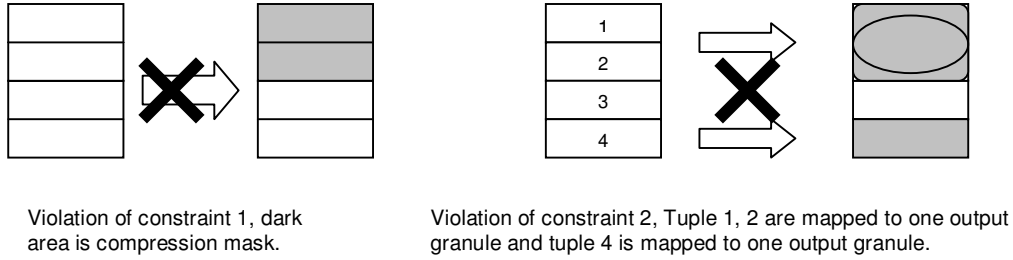 1
2
3
4
Violation of constraint 1, dark
area is compression mask.
Violation of constraint 2, Tuple 1, 2 are mapped to one output
granule and tuple 4 is mapped to one output granule.